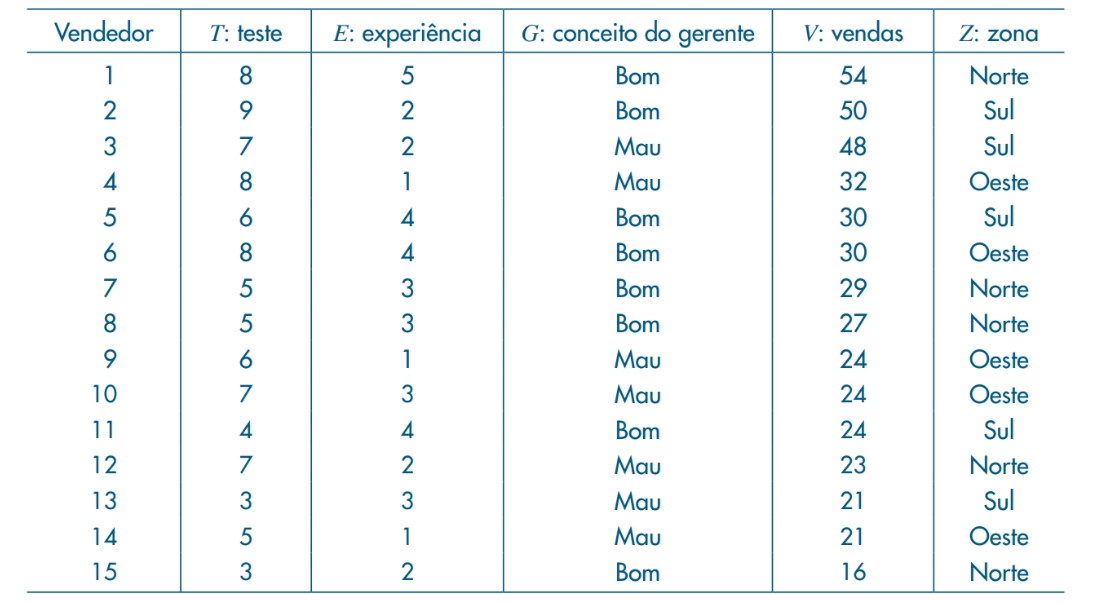 Vendedor T: teste E: experiência G: conceito do gerente V: vendas Z: zona
1 8 5 Bom 54 Norte
2 9 2 Bom 50 Sul
3 7 2 Mau 48 Sul
4 8 1 Mau 32 Oeste
5 6 4 Bom 30 Sul
6 8 4 Bom 30 Oeste
7 5 3 Bom 29 Norte
8 5 3 Bom 27 Norte
9 6 1 Mau 24 Oeste
10 7 3 Mau 24 Oeste
11 4 4 Bom 24 Sul
12 7 2 Mau 23 Norte
13 3 3 Mau 21 Sul
14 5 1 Mau 21 Oeste
15 3 2 Bom 16 Norte